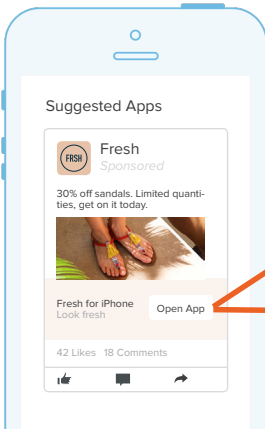 Suggested Apps
FRSH
Fresh
Sponsored
30% off sandals. Limited quanti-
ties, get on it today.
Fresh for iPhone
Look fresh
Open App
42 Likes 18 Comments